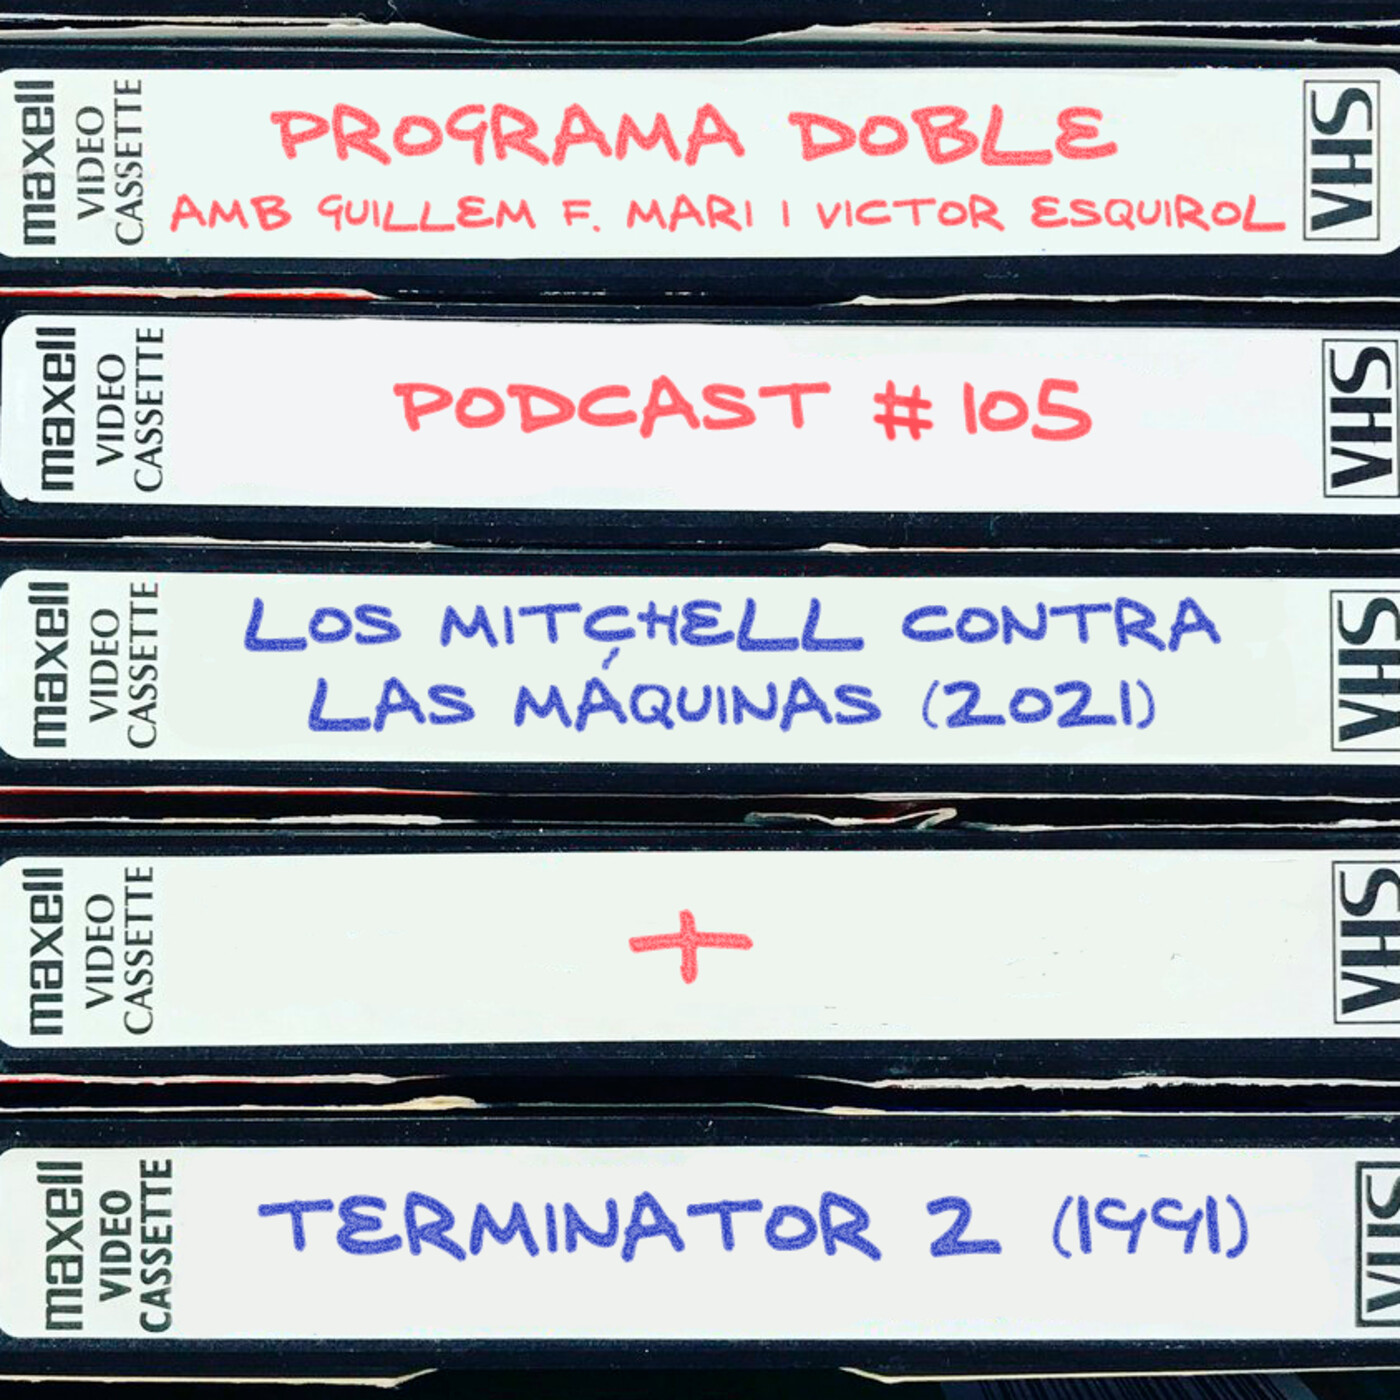 maxell
VIDEO
CASSETTE
PROGRAMA DOBLE
AMB GUILLEM F. MARI I VICTOR ESQUIROL
VHS
maxell
VIDEO
CASSETTE
PODCAST #105
VHS
maxell
VIDEO
CASSETTE
LOS MITCHELL CONTRA
LAS MÁQUINAS (2021)
VHS
maxell
VIDEO
CASSETTE
+
VHS
maxell
VIDEO
CASSETTE
TERMINATOR 2 (1991)
VHS